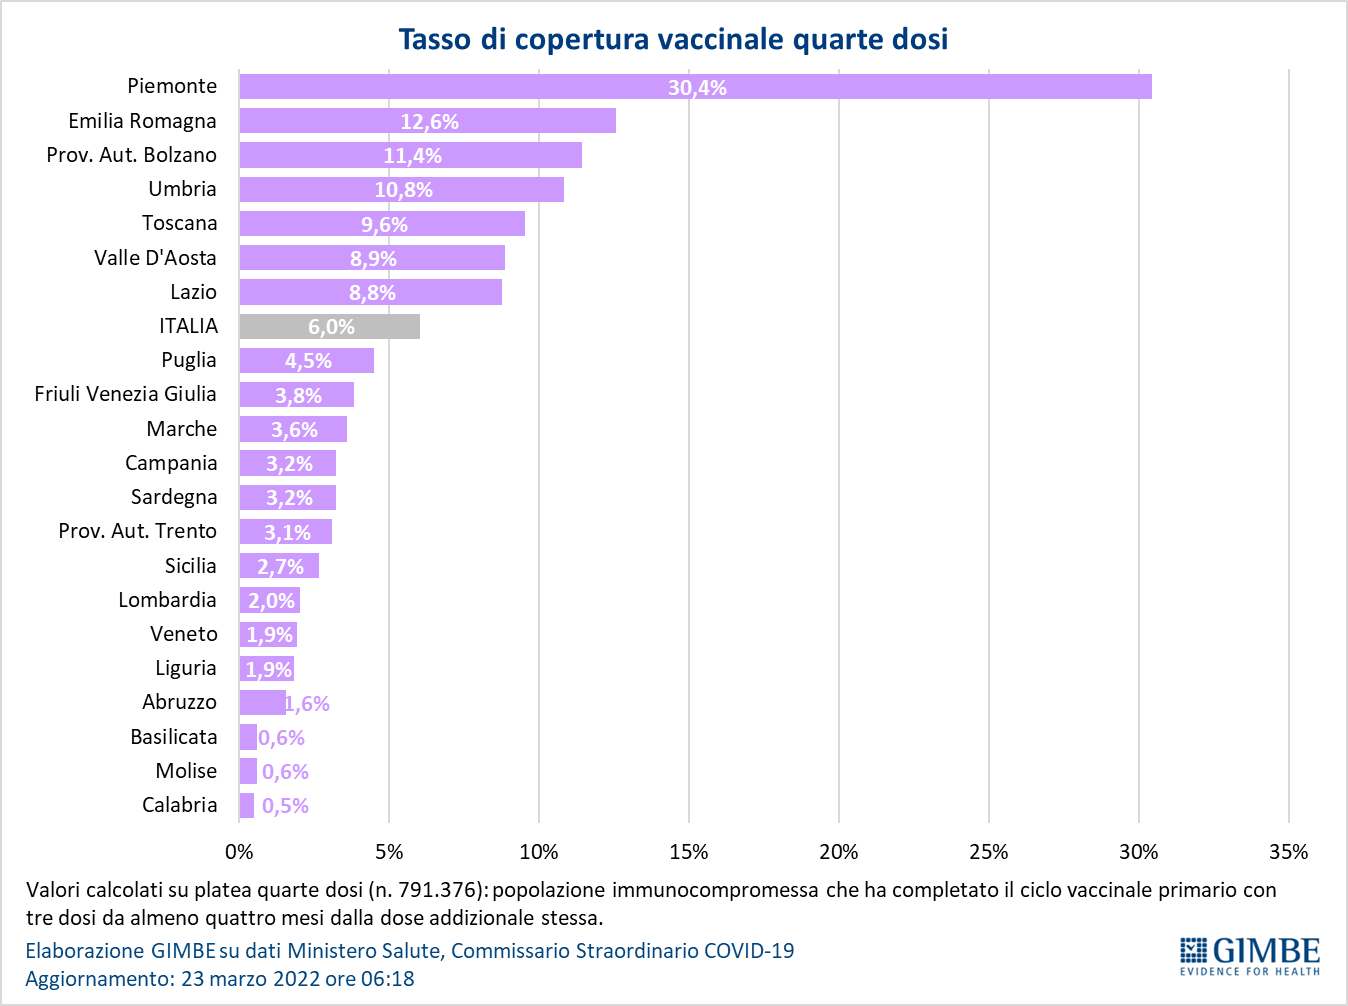 Tasso di copertura vaccinale quarte dosi
Piemonte 30,4%
Emilia Romagna 12,6%
Prov. Aut. Bolzano 11,4%
Umbria 10,8%
Toscana 9,6%
Valle D'Aosta 8,9%
Lazio 8,8%
ITALIA 6,0%
Puglia 4,5%
Friuli Venezia Giulia 3,8%
Marche 3,6%
Campania 3,2%
Sardegna 3,2%
Prov. Aut. Trento 3,1%
Sicilia 2,7%
Lombardia 2,0%
Veneto 1,9%
Liguria 1,9%
Abruzzo 1,6%
Basilicata 0,6%
Molise 0,6%
Calabria 0,5%
0% 5% 10% 15% 20% 25% 30% 35%
Valori calcolati su platea quarte dosi (n. 791.376): popolazione immunocompromessa che ha completato il ciclo vaccinale primario con
tre dosi da almeno quattro mesi dalla dose addizionale stessa.
Elaborazione GIMBE su dati Ministero Salute, Commissario Straordinario COVID-19
Aggiornamento: 23 marzo 2022 ore 06:18
GIMBE
EVIDENCE FOR HEALTH